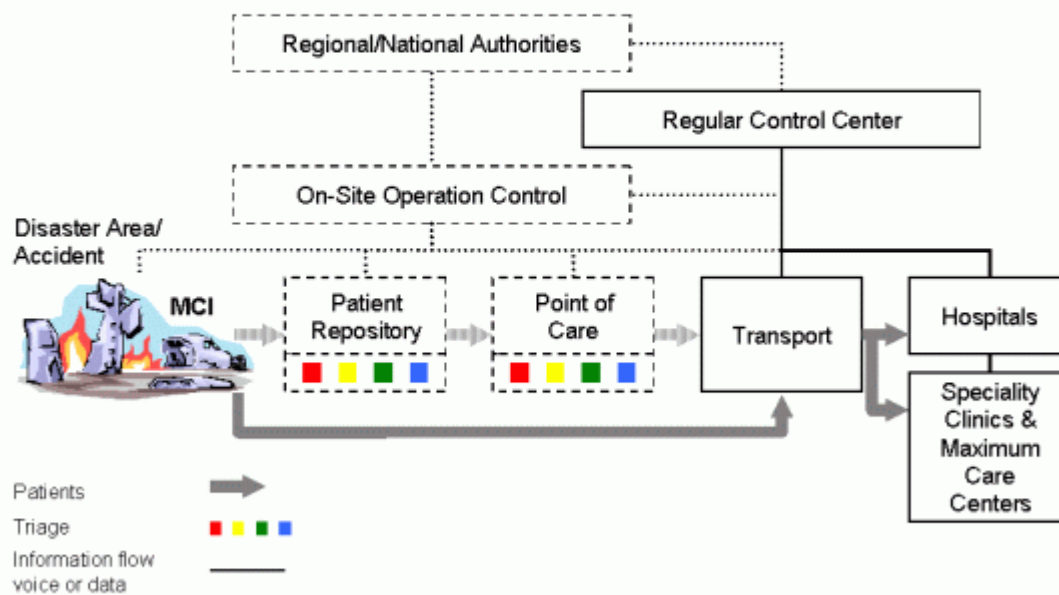 Regional/National Authorities
Regular Control Center
On-Site Operation Control
Disaster Area/
Accident
MCI
Patient
Repository
Point of
Care
Transport
Hospitals
Speciality
Clinics &
Maximum
Care
Centers
Patients
Triage
Information flow
voice or data